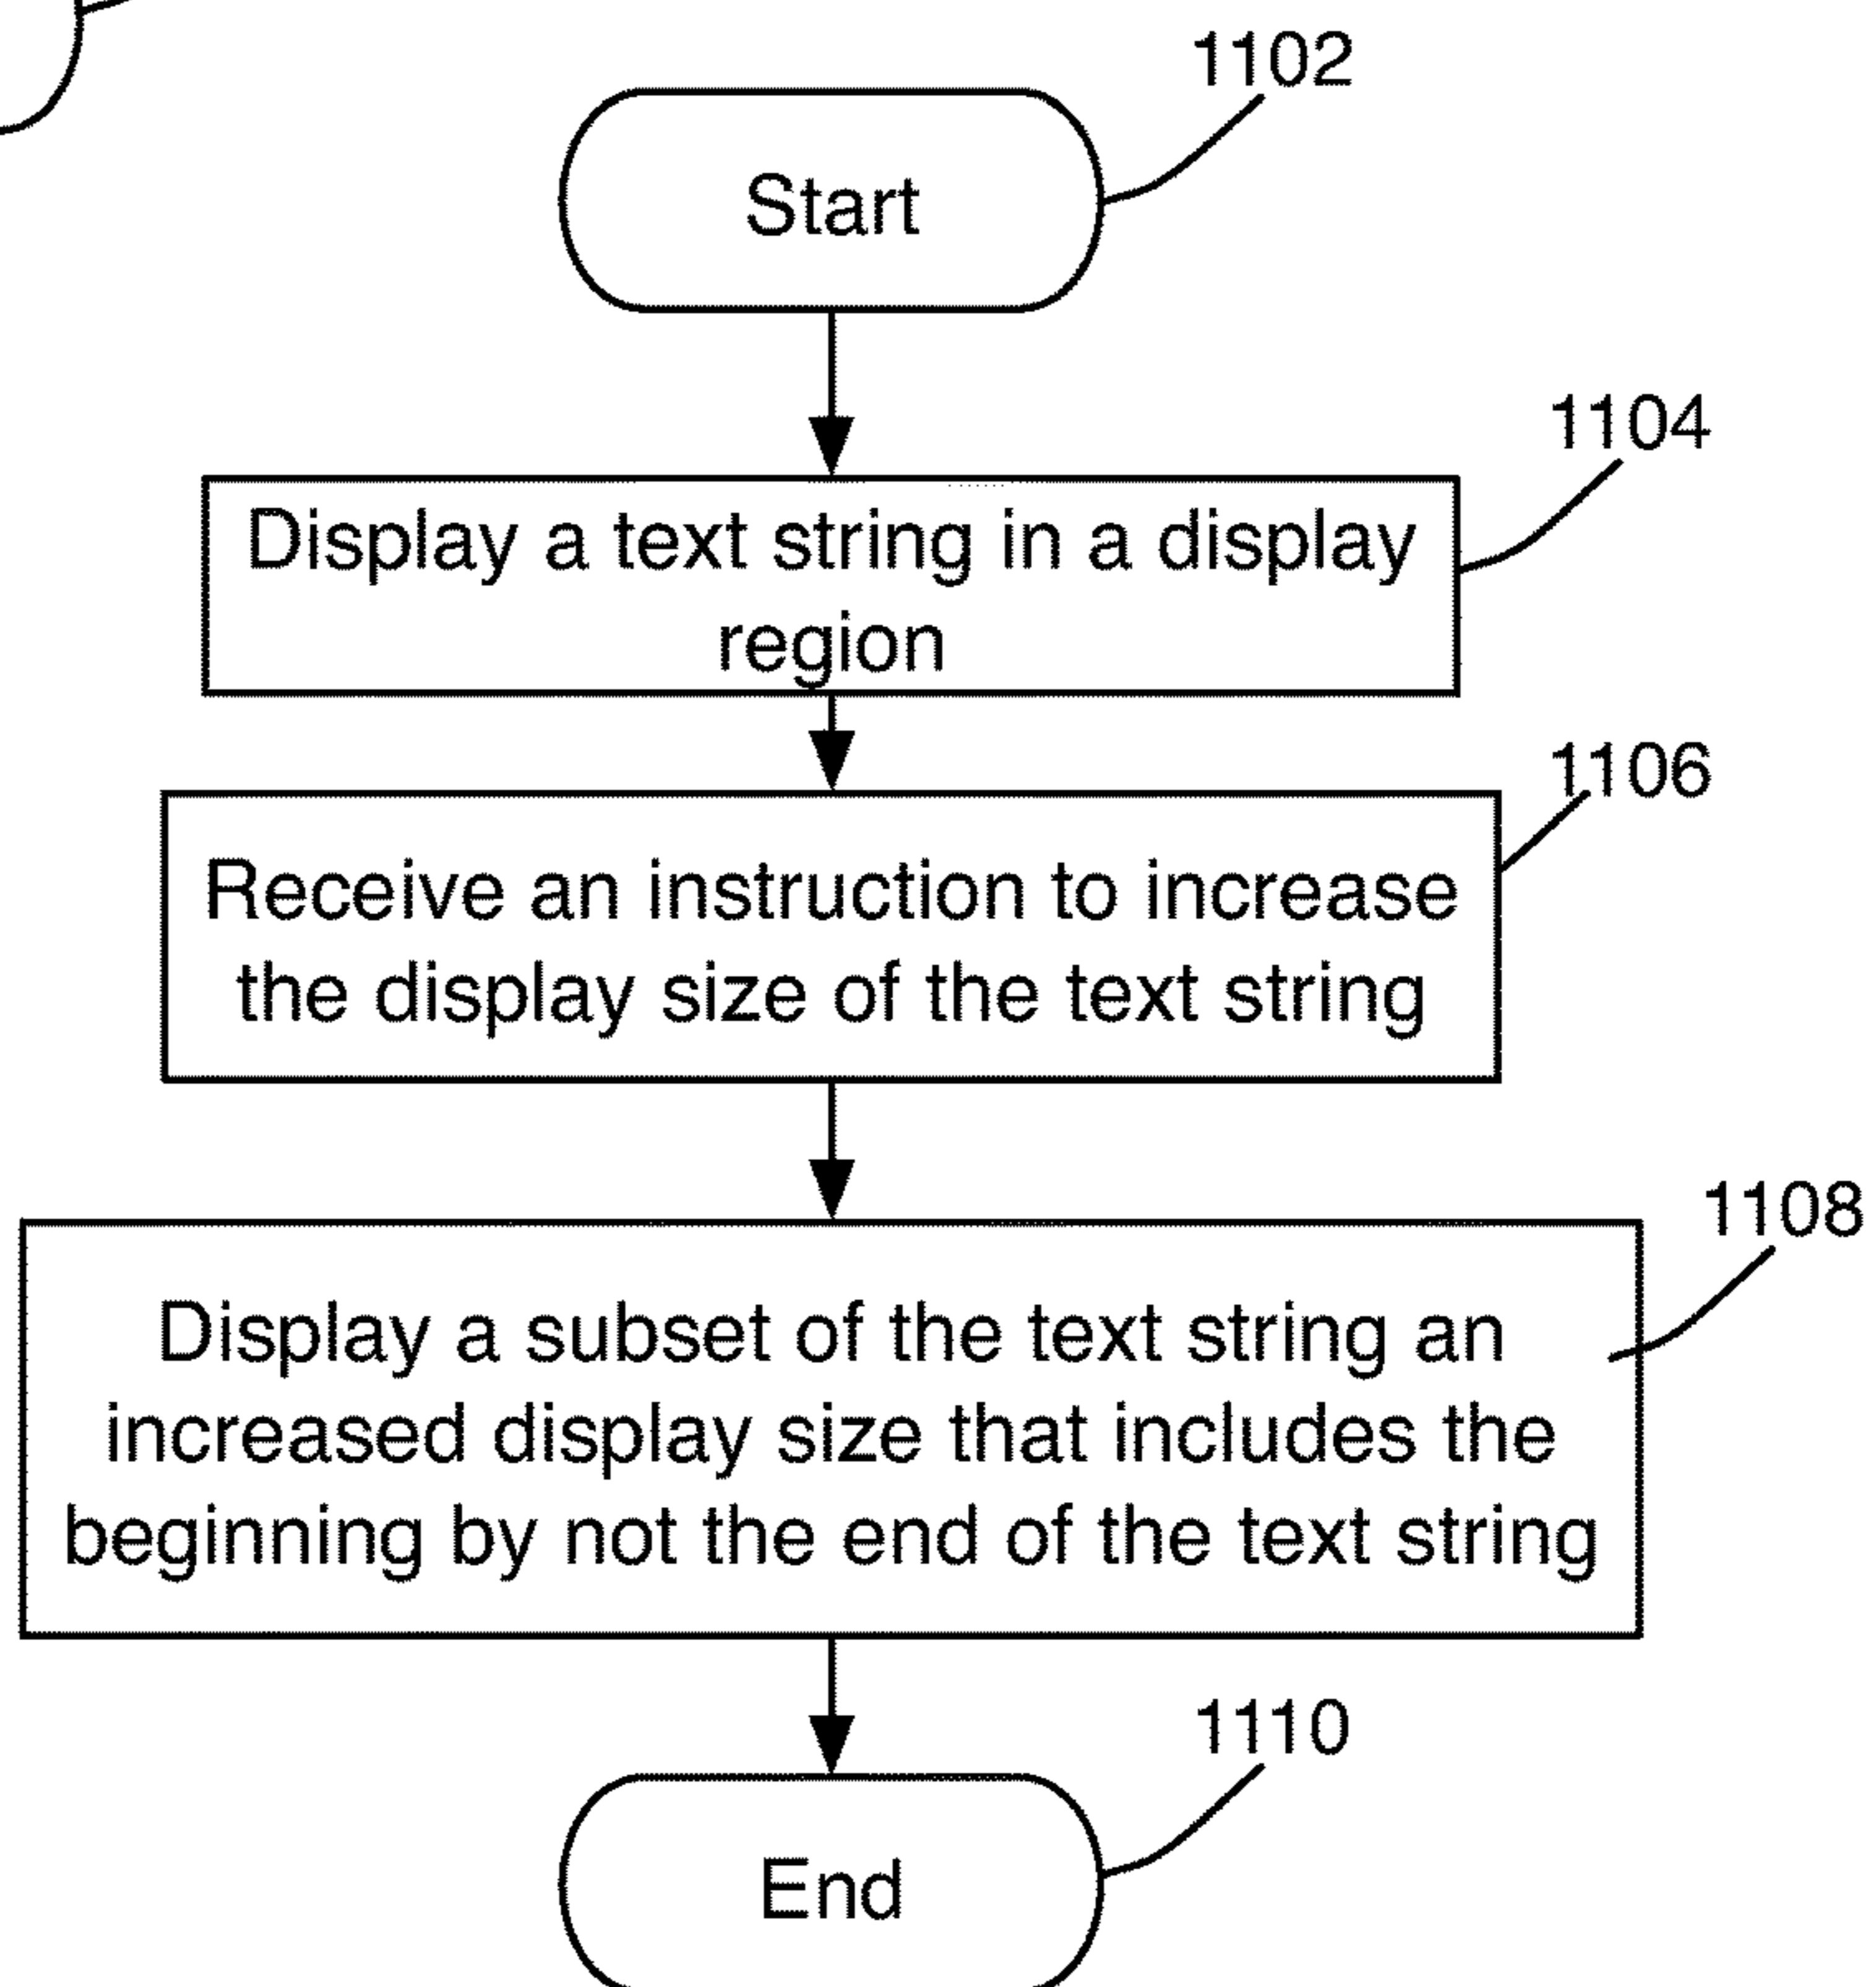 1102
Start
1104
Display a text string in a display
region
1106
Receive an instruction to increase
the display size of the text string
1108
Display a subset of the text string an
increased display size that includes the
beginning by not the end of the text string
1110
End